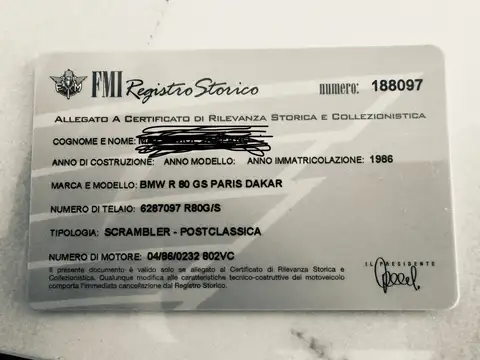 FMI Registro Storico numero: 188097
ALLEGATO A CERTIFICATO DI RILEVANZA STORICA E COLLEZIONISTICA
COGNOME E NOME:
ANNO DI COSTRUZIONE: ANNO MODELLO: ANNO IMMATRICOLAZIONE: 1986
MARCA E MODELLO: BMW R 80 GS PARIS DAKAR
NUMERO DI TELAIO: 6287097 R80G/S
TIPOLOGIA: SCRAMBLER - POSTCLASSICA
NUMERO DI MOTORE: 04/86/0232 802VC
IL PRESIDENTE
Il presente documento è valido solo se allegato al Certificato di Rilevanza Storica e
Collezionistica. Qualunque modifica alle caratteristiche tecnico-costruttive del motoveicolo
comporta l'immediata cancellazione dal Registro Storico.